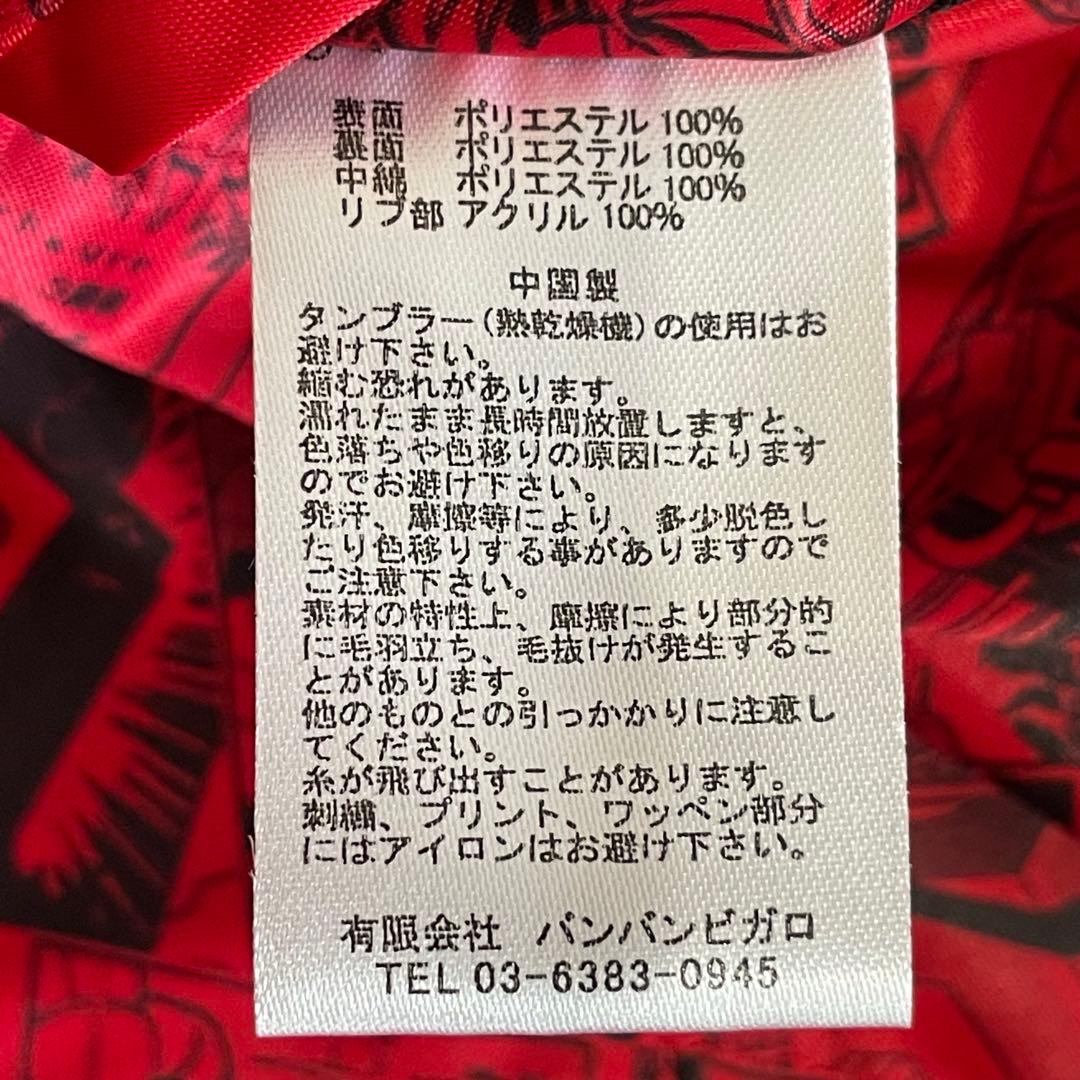 表面 ポリエステル 100%
裏面 ポリエステル 100%
中綿 ポリエステル 100%
リブ部 アクリル 100%
中国製
タンブラー(熱乾燥機)の使用はお
避け下さい。
縮む恐れがあります。
濡れたまま長時間放置しますと、
色落ちや色移りの原因になります
のでお避け下さい。
発汗、摩擦等により、多少脱色し
たり色移りする事がありますので
ご注意下さい。
素材の特性上、摩擦により部分的
に毛羽立ち、毛抜けが発生するこ
とがあります。
他のものとの引っかかりに注意し
てください。
糸が飛び出すことがあります。
刺繍、プリント、ワッペン部分
にはアイロンはお避け下さい。
有限会社 バンバンビガロ
TEL 03-6383-0945